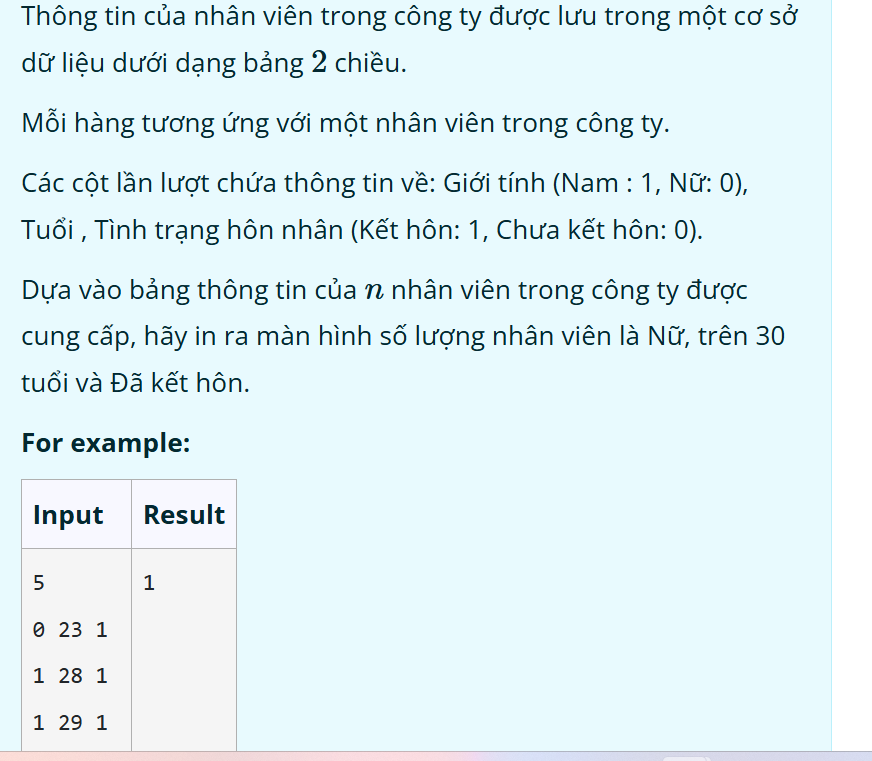 Thông tin của nhân viên trong công ty được lưu trong một cơ sở
dữ liệu dưới dạng bảng 2 chiều.
Mỗi hàng tương ứng với một nhân viên trong công ty.
Các cột lần lượt chứa thông tin về: Giới tính (Nam : 1, Nữ: 0),
Tuổi , Tình trạng hôn nhân (Kết hôn: 1, Chưa kết hôn: 0).
Dựa vào bảng thông tin của n nhân viên trong công ty được
cung cấp, hãy in ra màn hình số lượng nhân viên là Nữ, trên 30
tuổi và Đã kết hôn.
For example:
Input Result
5 1
0 23 1
1 28 1
1 29 1